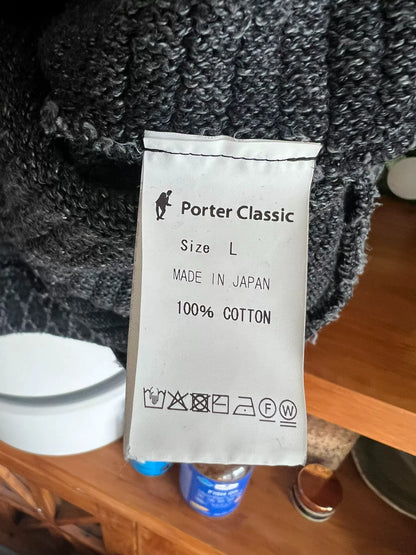 Porter Classic
Size L
MADE IN JAPAN
100% COTTON
F W